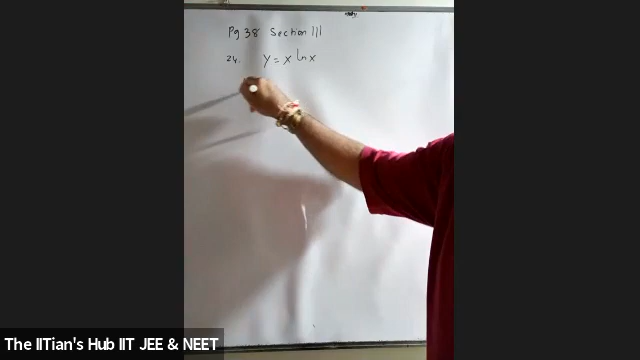 Pg 38 Section III
24. y = x ln x
The IITian's Hub IIT JEE & NEET